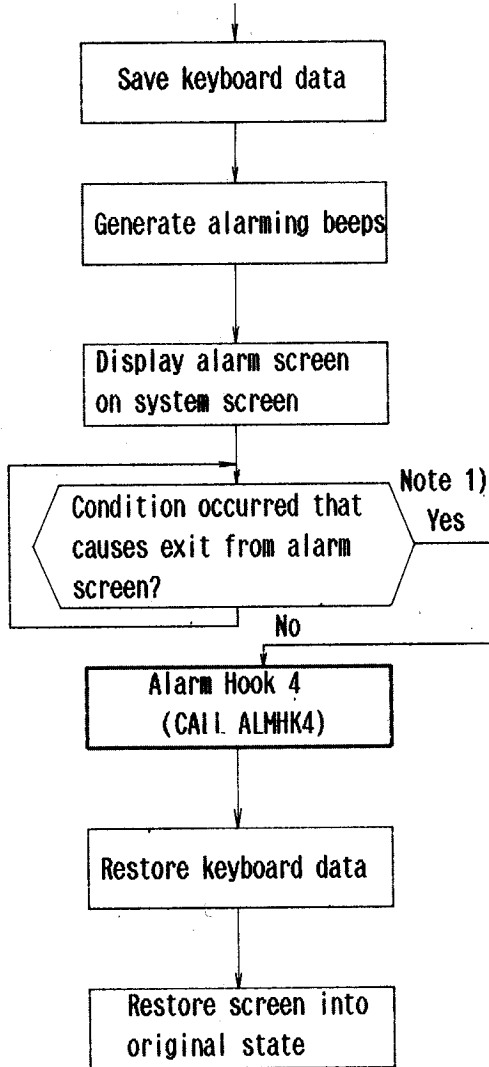 Save keyboard data
Generate alarming beeps
Display alarm screen
on system screen
Note 1)
Condition occurred that
causes exit from alarm
screen?
Yes
No
Alarm Hook 4
(CALL ALMHK4)
Restore keyboard data
Restore screen into
original state